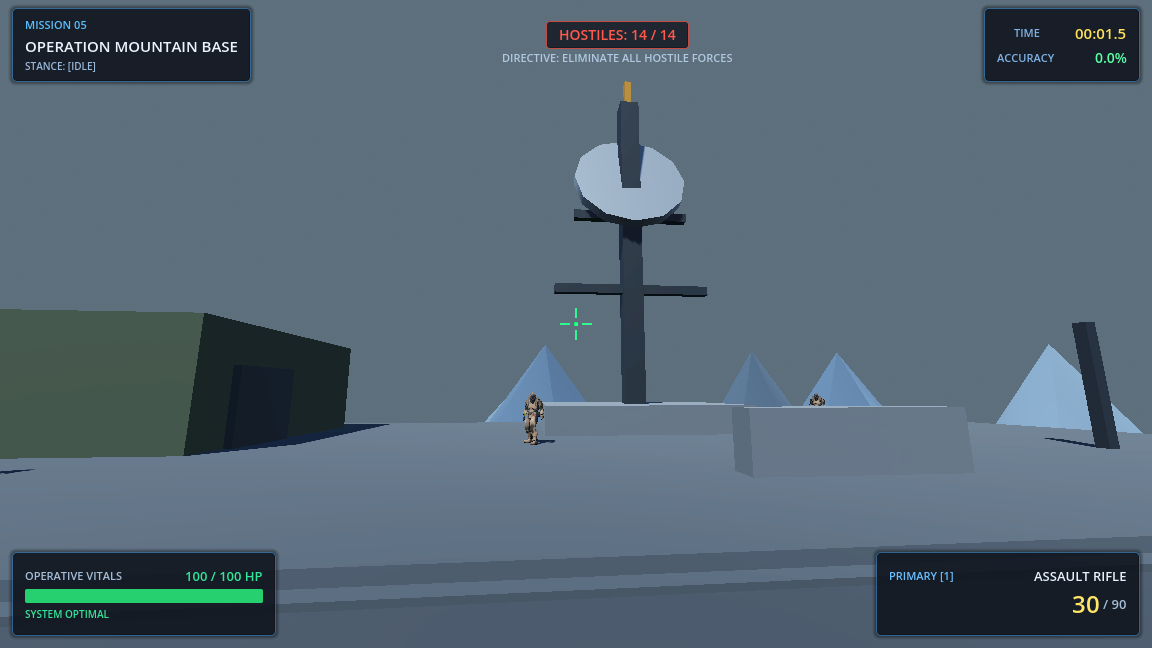 MISSION 05
OPERATION MOUNTAIN BASE
STANCE: [IDLE]
HOSTILES: 14 / 14
DIRECTIVE: ELIMINATE ALL HOSTILE FORCES
TIME 00:01.5
ACCURACY 0.0%
OPERATIVE VITALS 100 / 100 HP
SYSTEM OPTIMAL
PRIMARY [1] ASSAULT RIFLE
30 / 90